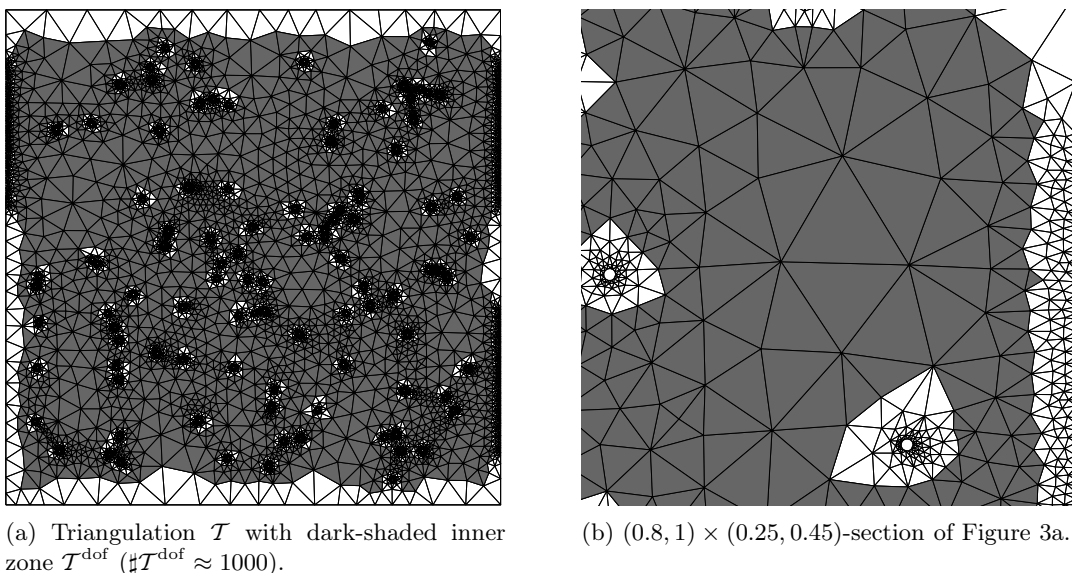 (a) Triangulation 𝒯 with dark-shaded inner
zone 𝒯^dof (♯𝒯^dof ≈ 1000).
(b) (0.8, 1) × (0.25, 0.45)-section of Figure 3a.